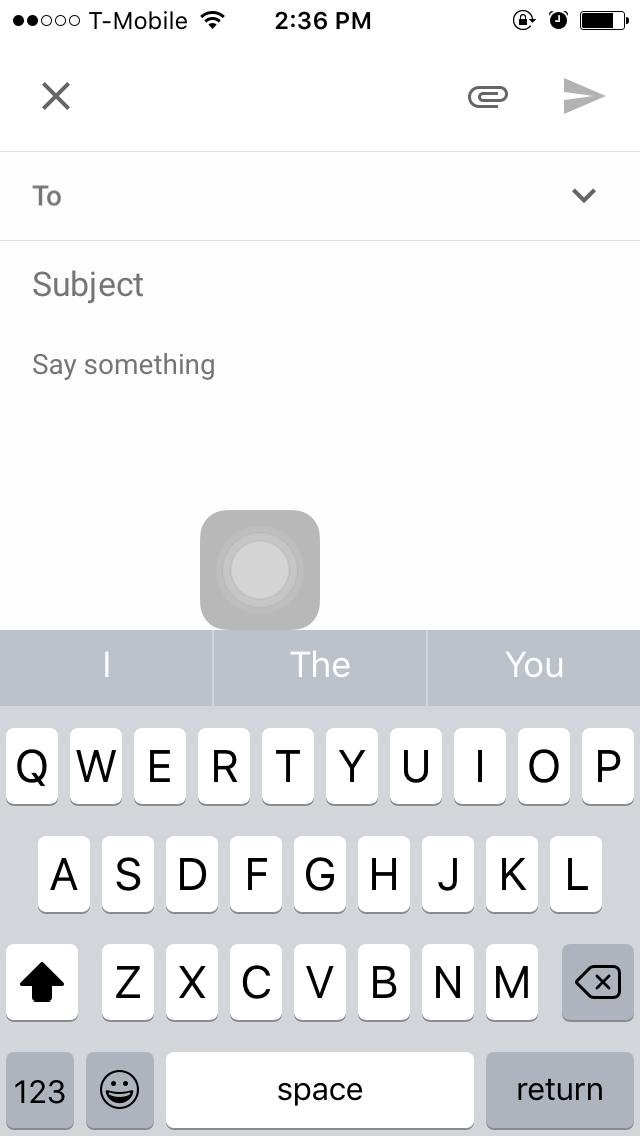 T-Mobile 2:36 PM
To
Subject
Say something
I The You
Q W E R T Y U I O P
A S D F G H J K L
Z X C V B N M
123 space return